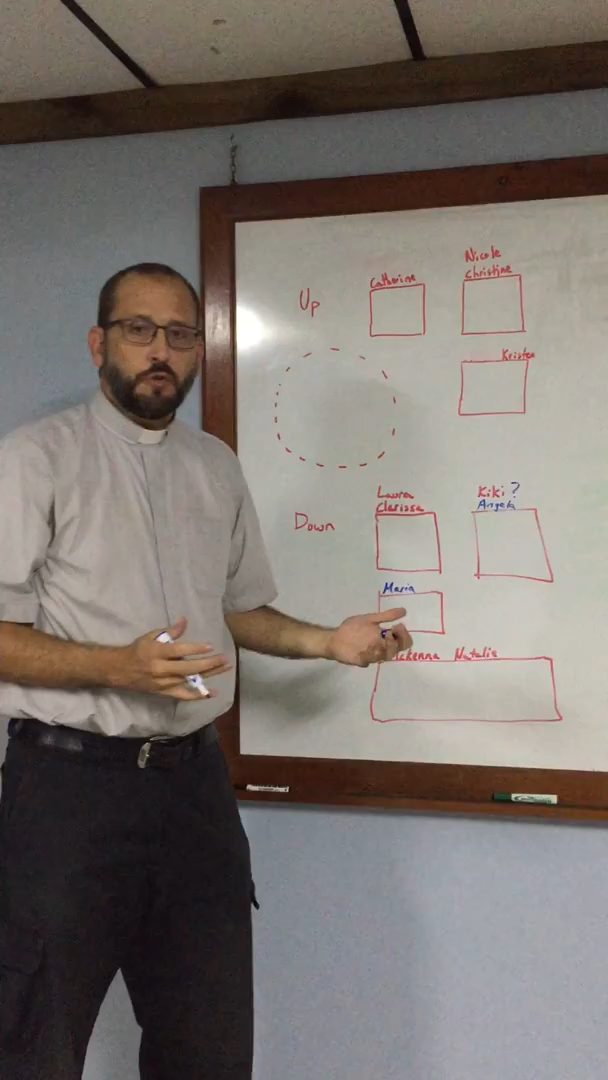 Nicole
Catherine christine
Up
Kristen
Laura Kiki ?
Clarissa Angela
Down
Maria
Natalie